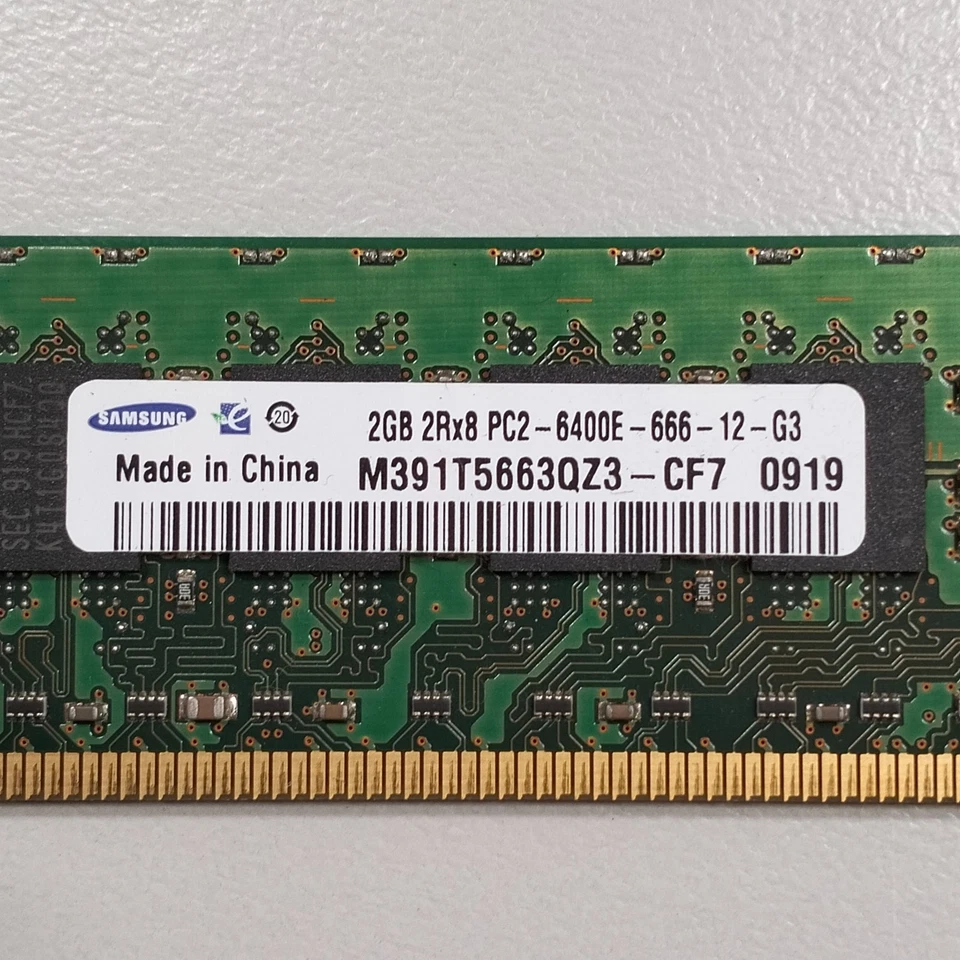 SAMSUNG e 20 2GB 2Rx8 PC2-6400E-666-12-G3
Made in China M391T5663QZ3-CF7 0919